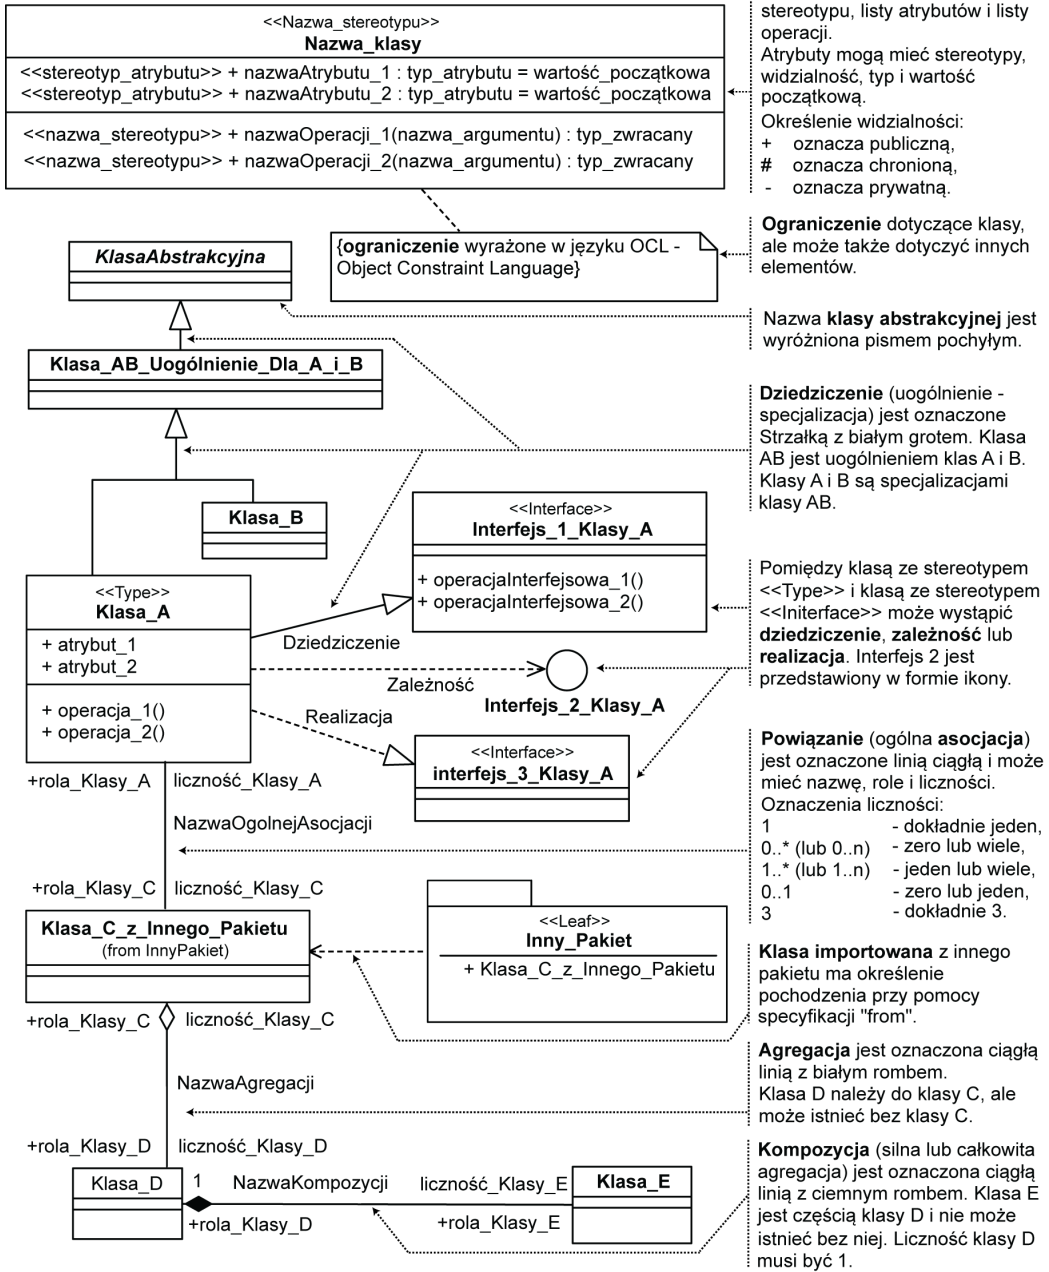 <<Nazwa_stereotypu>>
Nazwa_klasy
<<stereotyp_atrybutu>> + nazwaAtrybutu_1 : typ_atrybutu = wartość_początkowa
<<stereotyp_atrybutu>> + nazwaAtrybutu_2 : typ_atrybutu = wartość_początkowa
<<nazwa_stereotypu>> + nazwaOperacji_1(nazwa_argumentu) : typ_zwracany
<<nazwa_stereotypu>> + nazwaOperacji_2(nazwa_argumentu) : typ_zwracany
stereotypu, listy atrybutów i listy
operacji.
Atrybuty mogą mieć stereotypy,
widzialność, typ i wartość
początkową.
Określenie widzialności:
+ oznacza publiczną,
# oznacza chronioną,
- oznacza prywatną.
{ograniczenie wyrażone w języku OCL -
Object Constraint Language}
Ograniczenie dotyczące klasy,
ale może także dotyczyć innych
elementów.
KlasaAbstrakcyjna
Nazwa klasy abstrakcyjnej jest
wyróżniona pismem pochyłym.
Klasa_AB_Uogólnienie_Dla_A_i_B
Dziedziczenie (uogólnienie -
specjalizacja) jest oznaczone
Strzałką z białym grotem. Klasa
AB jest uogólnieniem klas A i B.
Klasy A i B są specjalizacjami
klasy AB.
Klasa_B
<<Interface>>
Interfejs_1_Klasy_A
+ operacjaInterfejsowa_1()
+ operacjaInterfejsowa_2()
<<Type>>
Klasa_A
+ atrybut_1
+ atrybut_2
+ operacja_1()
+ operacja_2()
Dziedziczenie
Zależność
Interfejs_2_Klasy_A
Realizacja
<<Interface>>
interfejs_3_Klasy_A
Pomiędzy klasą ze stereotypem
<<Type>> i klasą ze stereotypem
<<Initerface>> może wystąpić
dziedziczenie, zależność lub
realizacja. Interfejs 2 jest
przedstawiony w formie ikony.
+rola_Klasy_A liczność_Klasy_A
NazwaOgolnejAsocjacji
+rola_Klasy_C liczność_Klasy_C
Powiązanie (ogólna asocjacja)
jest oznaczone linią ciągłą i może
mieć nazwę, role i liczności.
Oznaczenia liczności:
1 - dokładnie jeden,
0..* (lub 0..n) - zero lub wiele,
1..* (lub 1..n) - jeden lub wiele,
0..1 - zero lub jeden,
3 - dokładnie 3.
Klasa_C_z_Innego_Pakietu
(from InnyPakiet)
<<Leaf>>
Inny_Pakiet
+ Klasa_C_z_Innego_Pakietu
Klasa importowana z innego
pakietu ma określenie
pochodzenia przy pomocy
specyfikacji "from".
+rola_Klasy_C liczność_Klasy_C
NazwaAgregacji
+rola_Klasy_D liczność_Klasy_D
Agregacja jest oznaczona ciągłą
linią z białym rombem.
Klasa D należy do klasy C, ale
może istnieć bez klasy C.
Klasa_D
1 NazwaKompozycji liczność_Klasy_E
+rola_Klasy_D +rola_Klasy_E
Klasa_E
Kompozycja (silna lub całkowita
agregacja) jest oznaczona ciągłą
linią z ciemnym rombem. Klasa E
jest częścią klasy D i nie może
istnieć bez niej. Liczność klasy D
musi być 1.